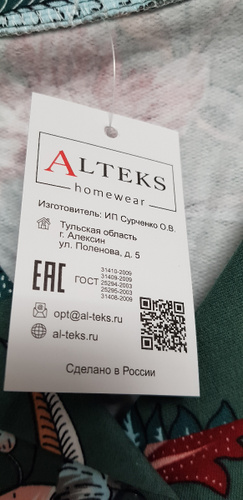 ALTEKS
homewear
Изготовитель: ИП Сурченко О.В.
Тульская область
г. Алексин
ул. Поленова, д. 5
EAC
ГОСТ
31410-2009
31409-2009
25294-2003
25295-2003
31408-2009
opt@al-teks.ru
al-teks.ru
Сделано в России